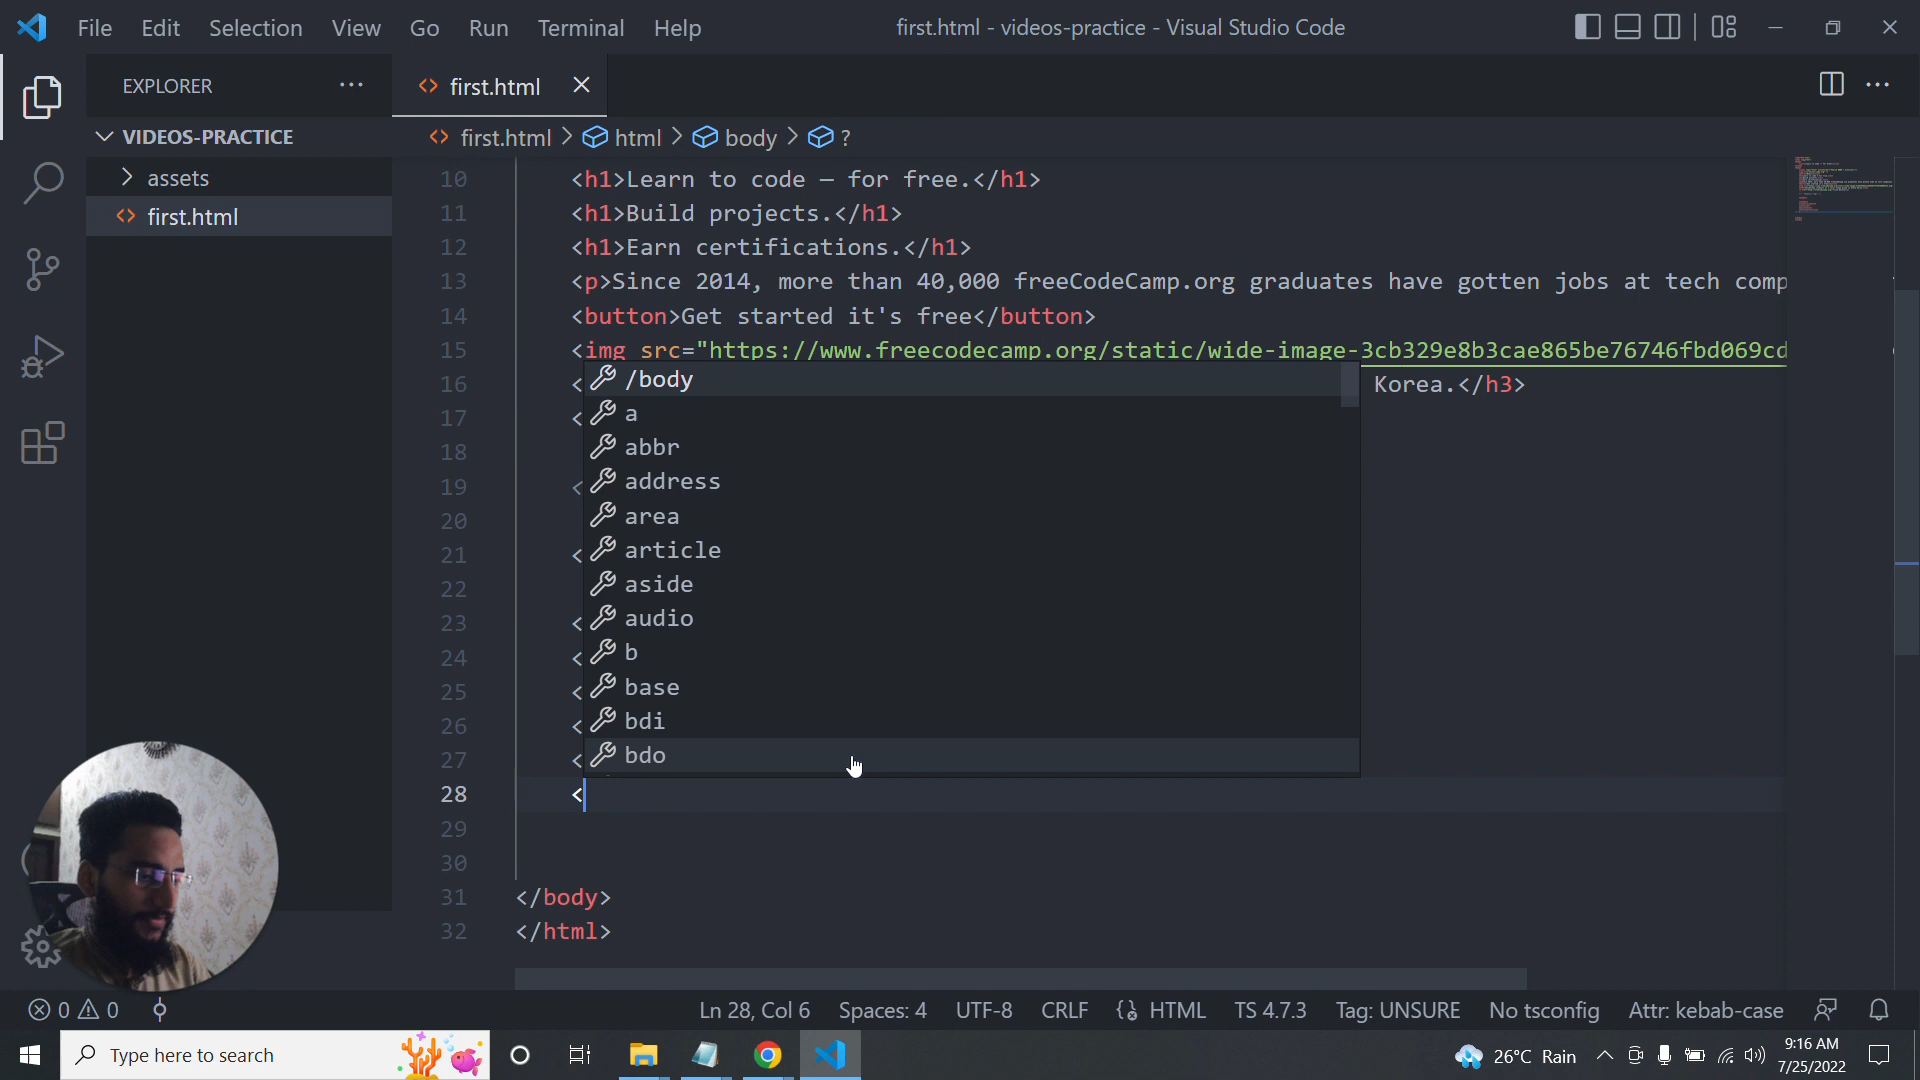 File Edit Selection View Go Run Terminal Help first.html - videos-practice - Visual Studio Code
EXPLORER ··· <> first.html
VIDEOS-PRACTICE
assets
<> first.html
<> first.html > html > body > ?
10 <h1>Learn to code — for free.</h1>
11 <h1>Build projects.</h1>
12 <h1>Earn certifications.</h1>
13 <p>Since 2014, more than 40,000 freeCodeCamp.org graduates have gotten jobs at tech comp
14 <button>Get started it's free</button>
15 <img src="https://www.freecodecamp.org/static/wide-image-3cb329e8b3cae865be76746fbd069cd
16 < Korea.</h3>
17 <
18
19 <
20
21 <
22
23 <
24 <
25 <
26 <
27 <
28 <
29
30
31 </body>
32 </html>
/body
a
abbr
address
area
article
aside
audio
b
base
bdi
bdo
0 0 Ln 28, Col 6 Spaces: 4 UTF-8 CRLF {} HTML TS 4.7.3 Tag: UNSURE No tsconfig Attr: kebab-case
Type here to search 26°C Rain 9:16 AM
7/25/2022